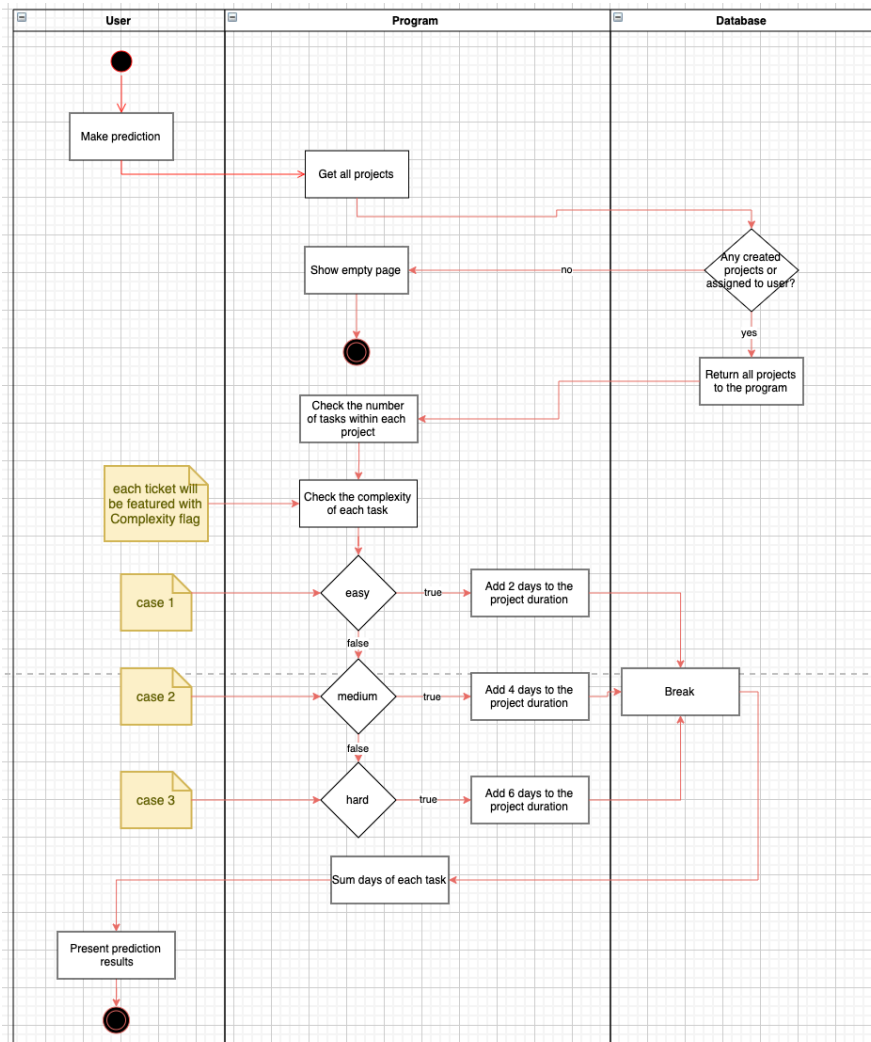 User
Program
Database
Make prediction
Get all projects
Any created
projects or
assigned to user?
no
Show empty page
yes
Return all projects
to the program
Check the number
of tasks within each
project
each ticket will
be featured with
Complexity flag
Check the complexity
of each task
case 1
easy
true
Add 2 days to the
project duration
false
case 2
medium
true
Add 4 days to the
project duration
Break
false
case 3
hard
true
Add 6 days to the
project duration
Sum days of each task
Present prediction
results